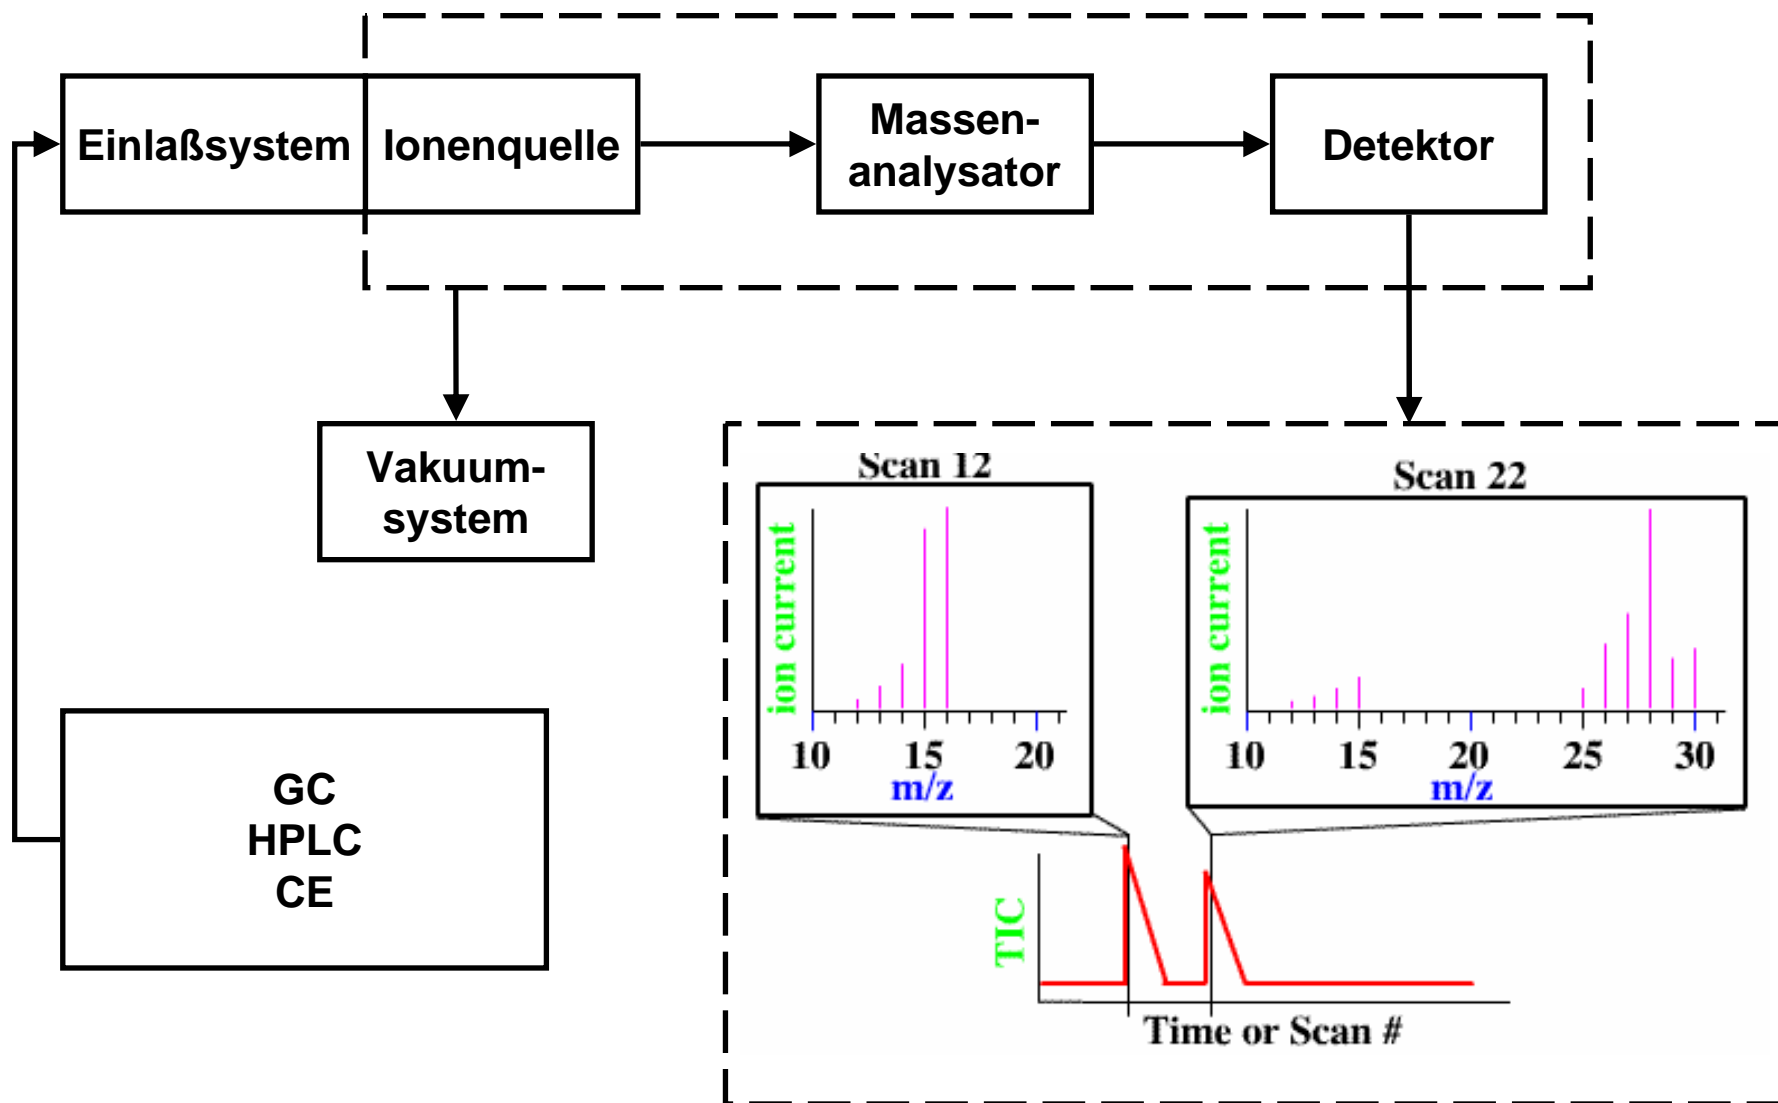 Einlaßsystem
Ionenquelle
Massen-
analysator
Detektor
Vakuum-
system
GC
HPLC
CE
Scan 12
ion current
10 15 20
m/z
Scan 22
ion current
10 15 20 25 30
m/z
TIC
Time or Scan #